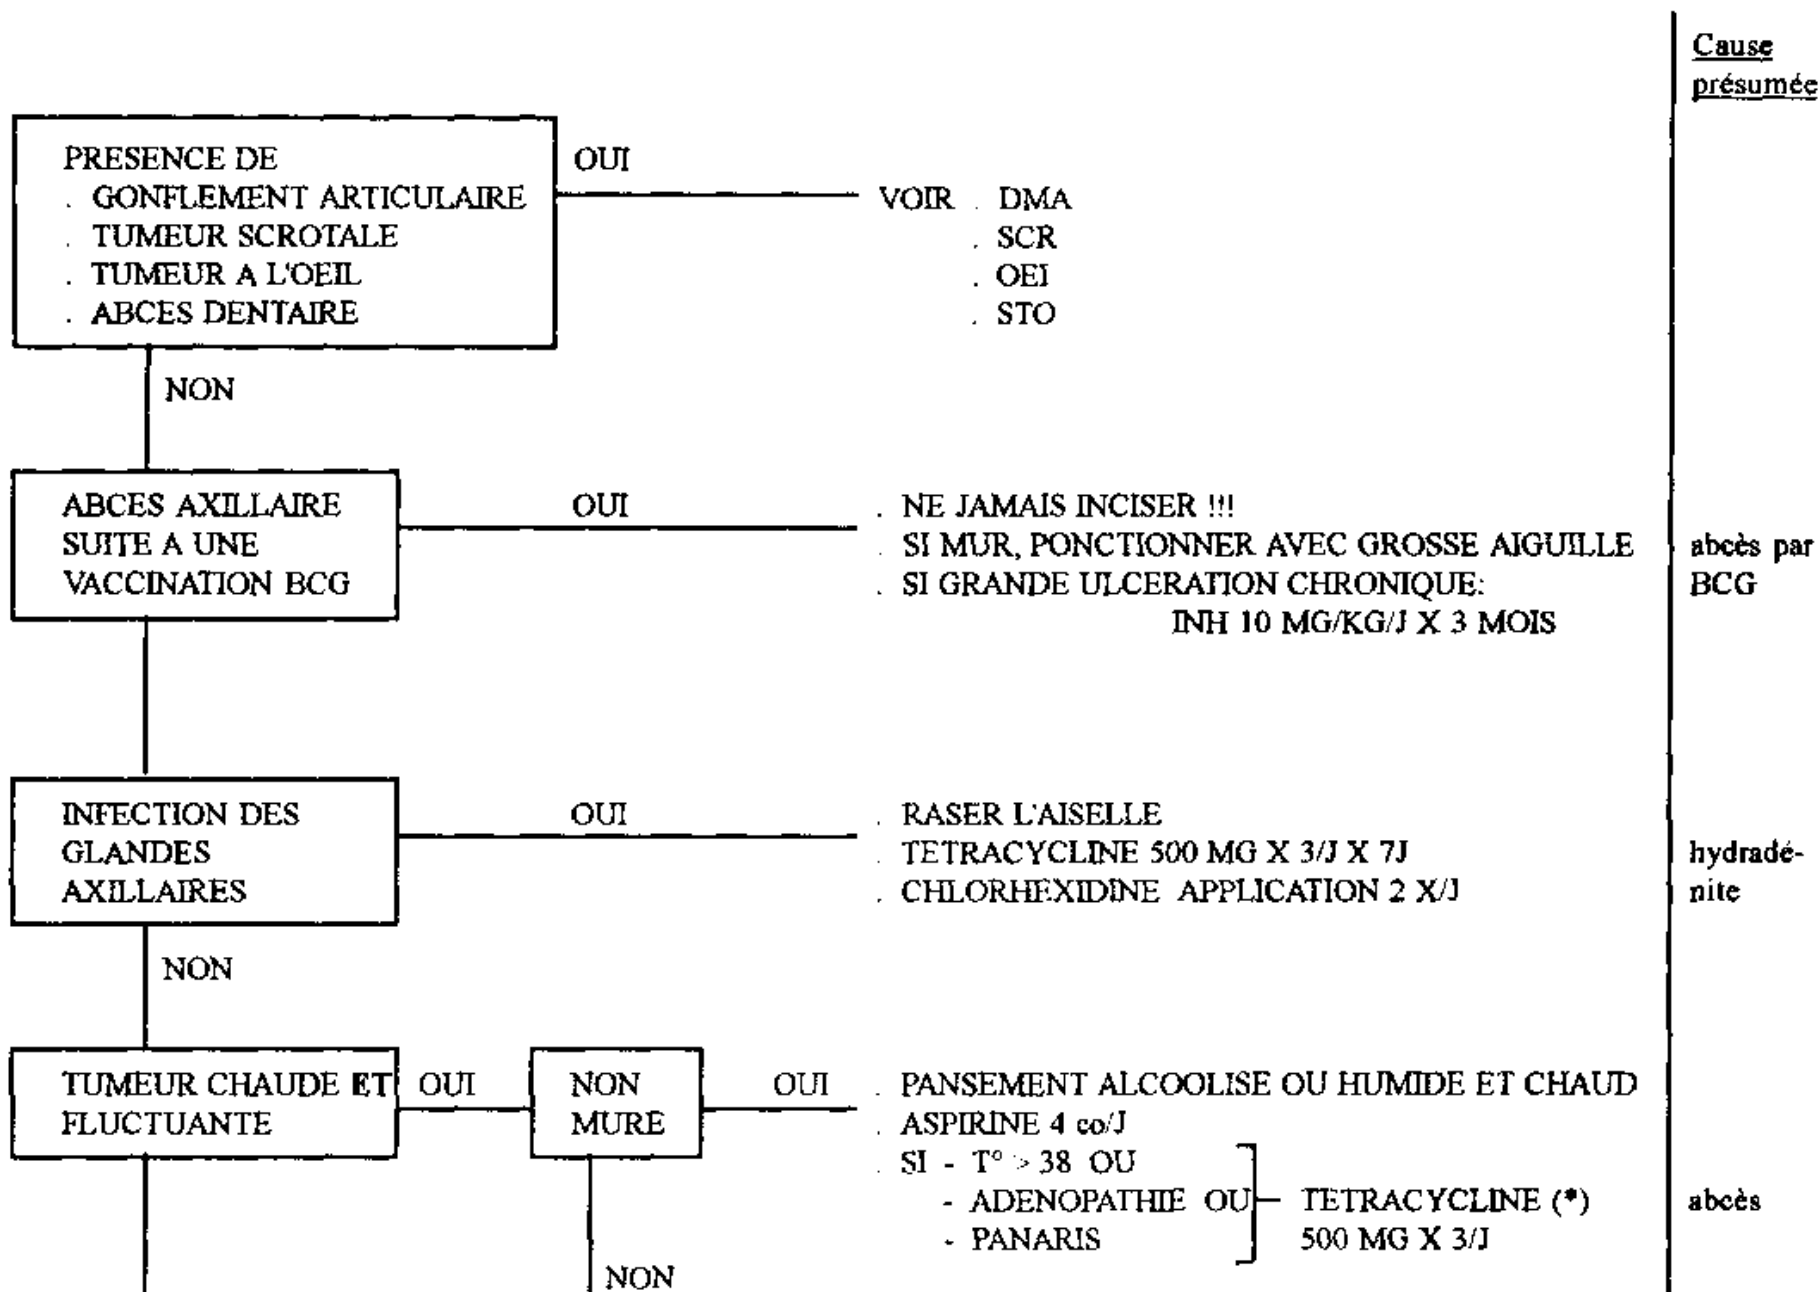 Cause
présumée
PRESENCE DE
. GONFLEMENT ARTICULAIRE
. TUMEUR SCROTALE
. TUMEUR A L'OEIL
. ABCES DENTAIRE
OUI
VOIR . DMA
. SCR
. OEI
. STO
NON
ABCES AXILLAIRE
SUITE A UNE
VACCINATION BCG
OUI
. NE JAMAIS INCISER !!!
. SI MUR, PONCTIONNER AVEC GROSSE AIGUILLE
. SI GRANDE ULCERATION CHRONIQUE:
INH 10 MG/KG/J X 3 MOIS
abcès par
BCG
INFECTION DES
GLANDES
AXILLAIRES
OUI
. RASER L'AISELLE
. TETRACYCLINE 500 MG X 3/J X 7J
. CHLORHEXIDINE APPLICATION 2 X/J
hydradé-
nite
NON
TUMEUR CHAUDE ET
FLUCTUANTE
OUI
NON
MURE
OUI
. PANSEMENT ALCOOLISE OU HUMIDE ET CHAUD
. ASPIRINE 4 co/J
. SI - T° > 38 OU
- ADENOPATHIE OU
- PANARIS
TETRACYCLINE (*)
500 MG X 3/J
abcès
NON